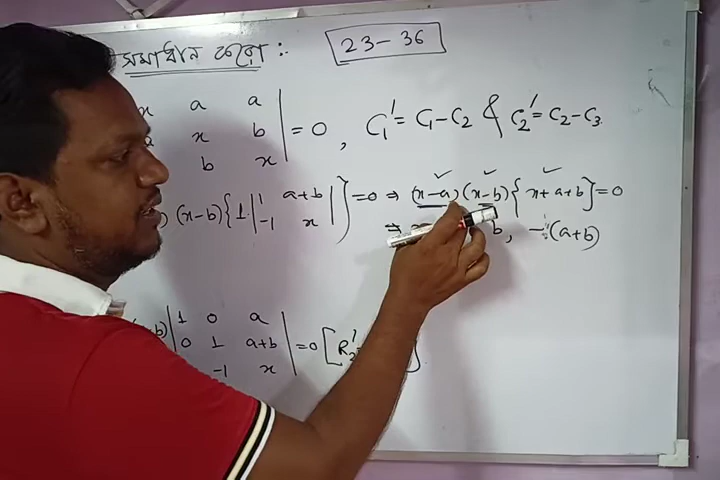 সমাধান করো :. 23-36
x a a
x b = 0, C₁' = C₁-C₂ & C₂' = C₂-C₃
b x
(x-b){1·|1 a+b
-1 x|}=0 ⇒ (x-a)(x-b){x+a+b}=0
⇒ b, -(a+b)
1 0 a
0 1 a+b =0 [R₂'
-1 x